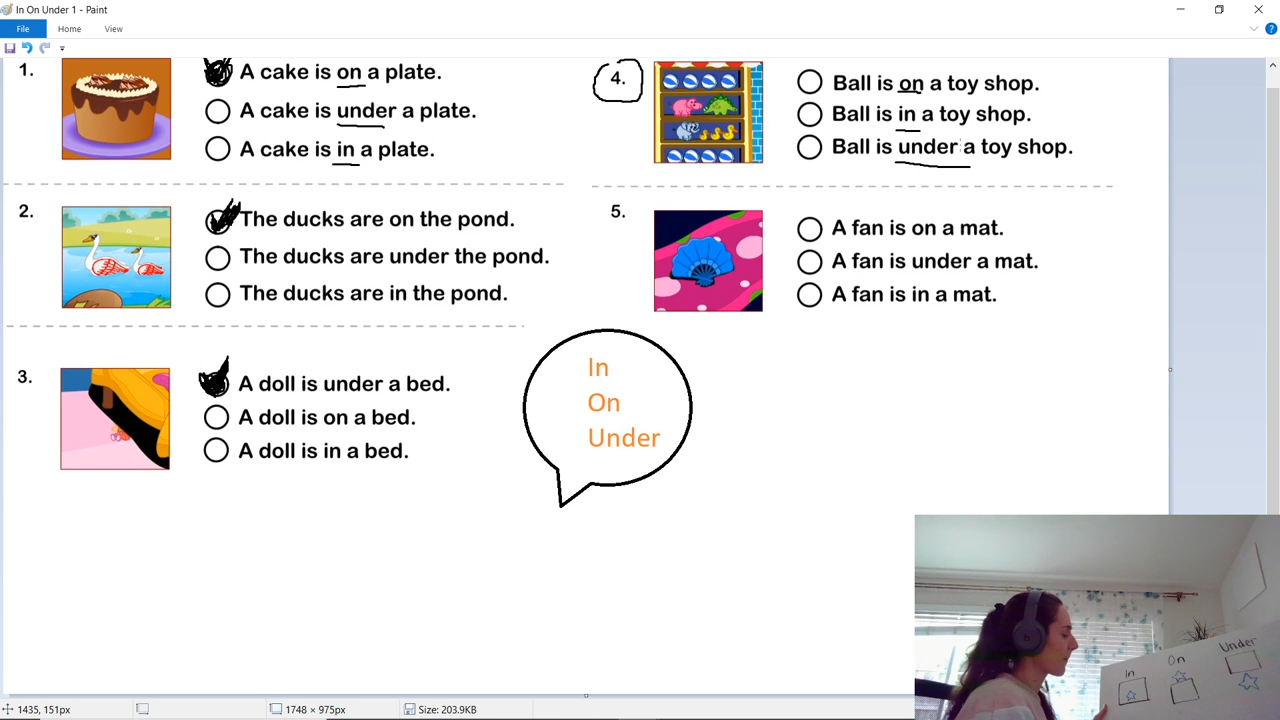 In On Under 1 - Paint
File Home View
1.
A cake is on a plate.
A cake is under a plate.
A cake is in a plate.
2.
The ducks are on the pond.
The ducks are under the pond.
The ducks are in the pond.
3.
A doll is under a bed.
A doll is on a bed.
A doll is in a bed.
4.
Ball is on a toy shop.
Ball is in a toy shop.
Ball is under a toy shop.
5.
A fan is on a mat.
A fan is under a mat.
A fan is in a mat.
In
On
Under
In On Under
1435, 151px 1748 × 975px Size: 203.9KB